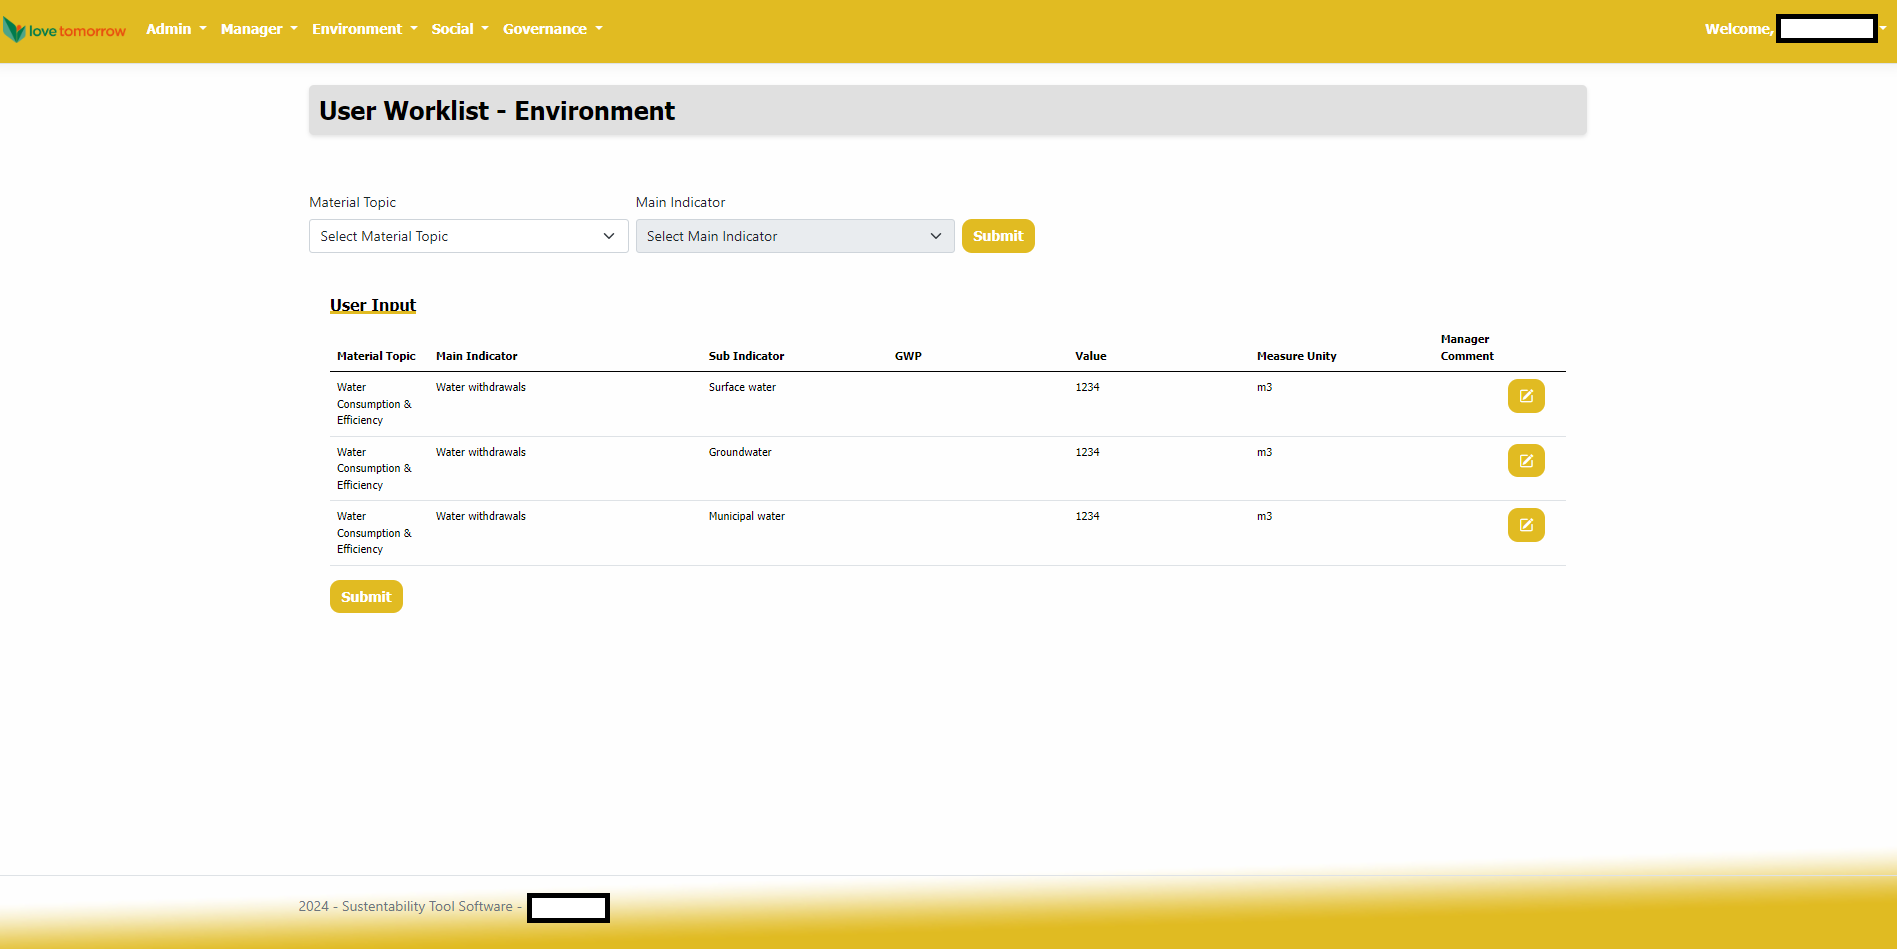 love tomorrow Admin Manager Environment Social Governance Welcome,
User Worklist - Environment
Material Topic Main Indicator
Select Material Topic Select Main Indicator Submit
User Input
Material Topic Main Indicator Sub Indicator GWP Value Measure Unity Manager Comment
Water Consumption & Efficiency Water withdrawals Surface water 1234 m3
Water Consumption & Efficiency Water withdrawals Groundwater 1234 m3
Water Consumption & Efficiency Water withdrawals Municipal water 1234 m3
Submit
2024 - Sustentability Tool Software -